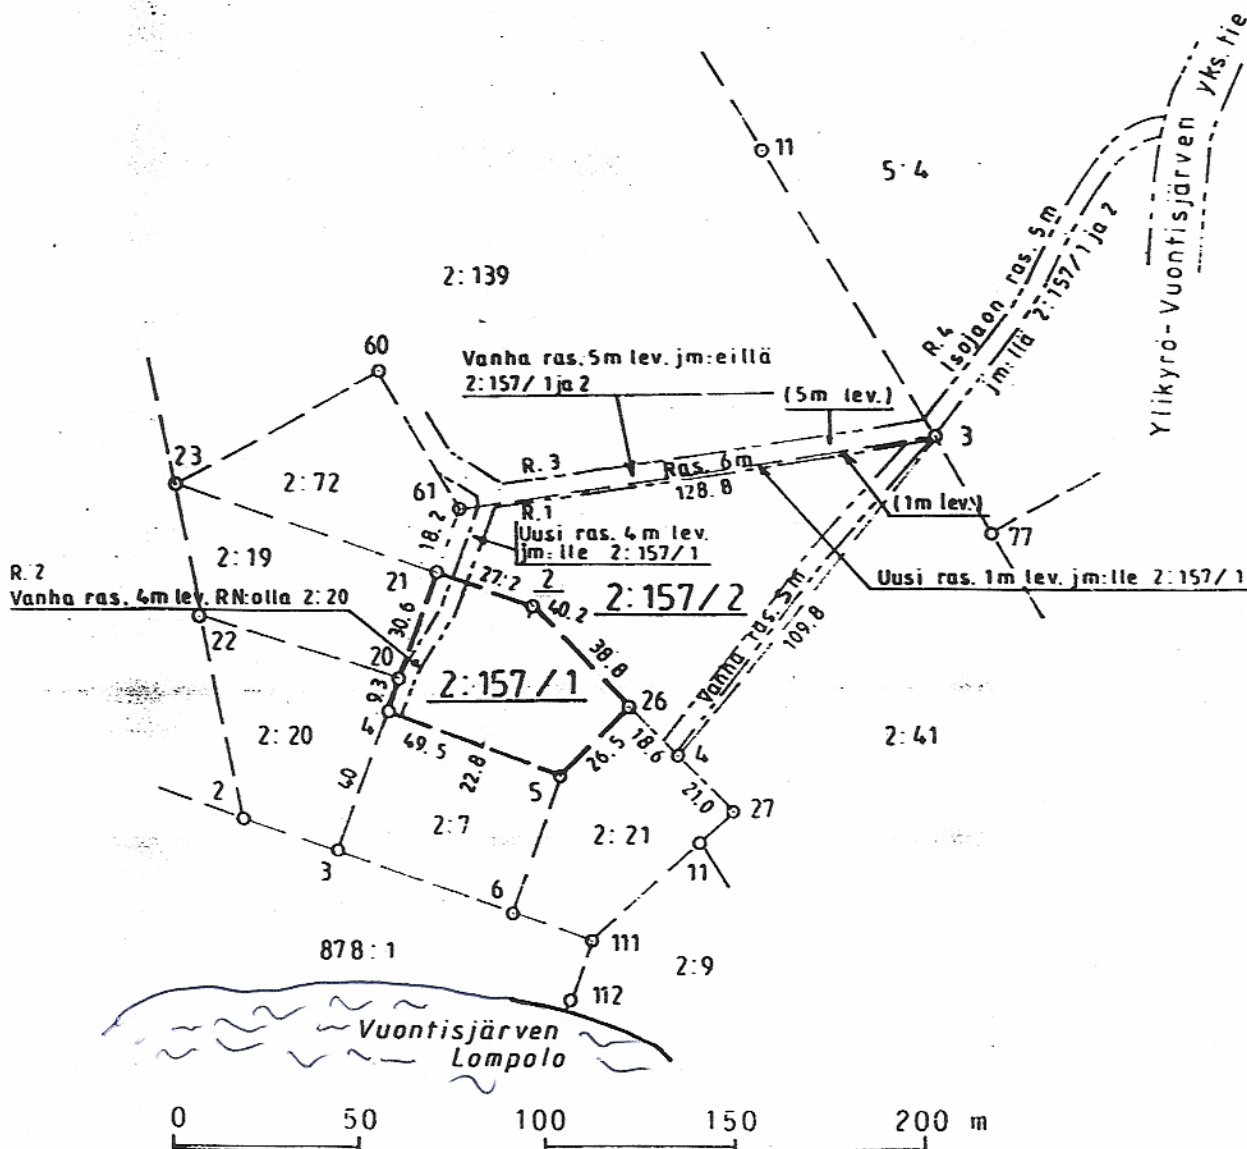 Ylikyrö-Vuontisjärven yks. tie
11
5:4
R.4
Isojaon ras. 5m
jm:llä 2:157/1 ja 2
2:139
60
Vanha ras. 5m lev. jm:eillä
2:157/1 ja 2
(5m lev.)
3
23
2:72
61
R.3
Ras. 6m
128.8
(1m lev.)
77
R.1
Uusi ras. 4m lev.
jm:lle 2:157/1
18.2
2:19
21
27.2
2
40.2
2:157/2
Uusi ras. 1m lev. jm:lle 2:157/1
R.2
Vanha ras. 4m lev. RN:olla 2:20
22
30.6
20
9.3
38.8
Vanha ras. 5m
109.8
2:157/1
26
4
49.5
22.8
26.5
18.6
4
2:20
2:41
40
5
21.0
27
2
2:7
2:21
11
3
6
111
878:1
2:9
112
Vuontisjärven
Lompolo
0 50 100 150 200 m